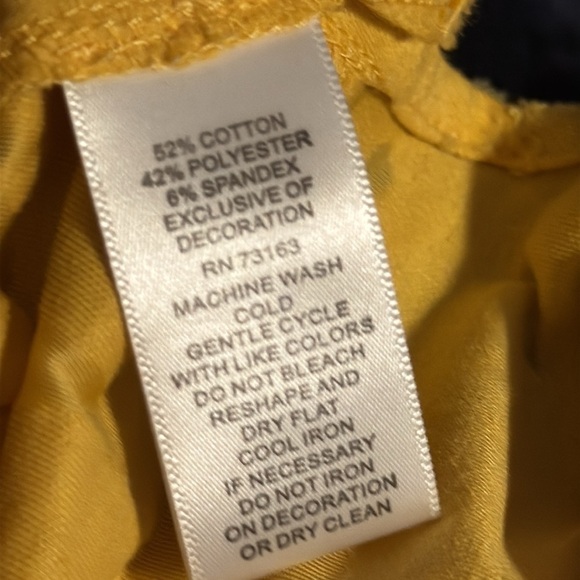 52% COTTON
42% POLYESTER
6% SPANDEX
EXCLUSIVE OF
DECORATION
RN 73163
MACHINE WASH
COLD
GENTLE CYCLE
WITH LIKE COLORS
DO NOT BLEACH
RESHAPE AND
DRY FLAT
COOL IRON
IF NECESSARY
DO NOT IRON
ON DECORATION
OR DRY CLEAN